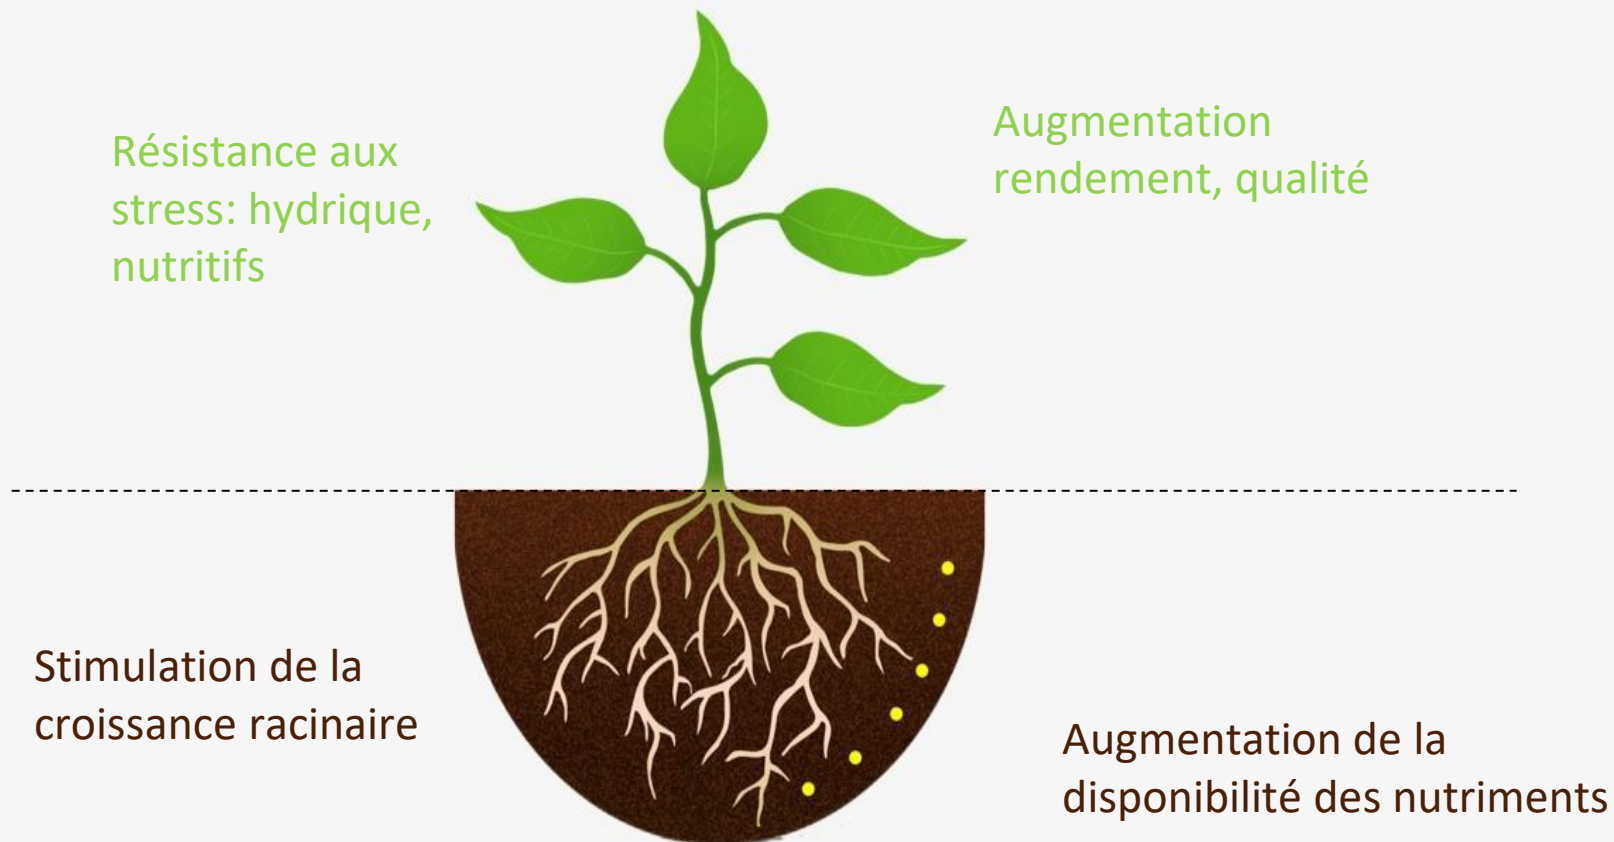 Résistance aux
stress: hydrique,
nutritifs
Augmentation
rendement, qualité
Stimulation de la
croissance racinaire
Augmentation de la
disponibilité des nutriments